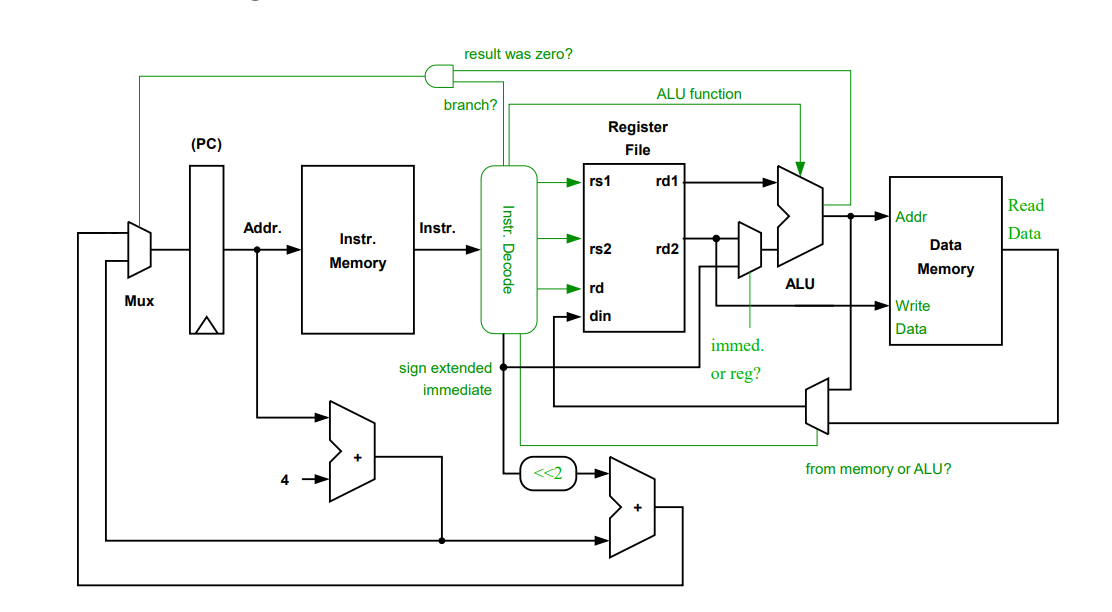 result was zero?
branch?
ALU function
(PC)
Register
File
rs1
rd1
rs2
rd2
rd
din
Instr. Decode
Addr.
Instr.
Memory
Instr.
Mux
ALU
Addr
Data
Memory
Write
Data
Read
Data
immed.
or reg?
sign extended
immediate
from memory or ALU?
4
+
<<2
+